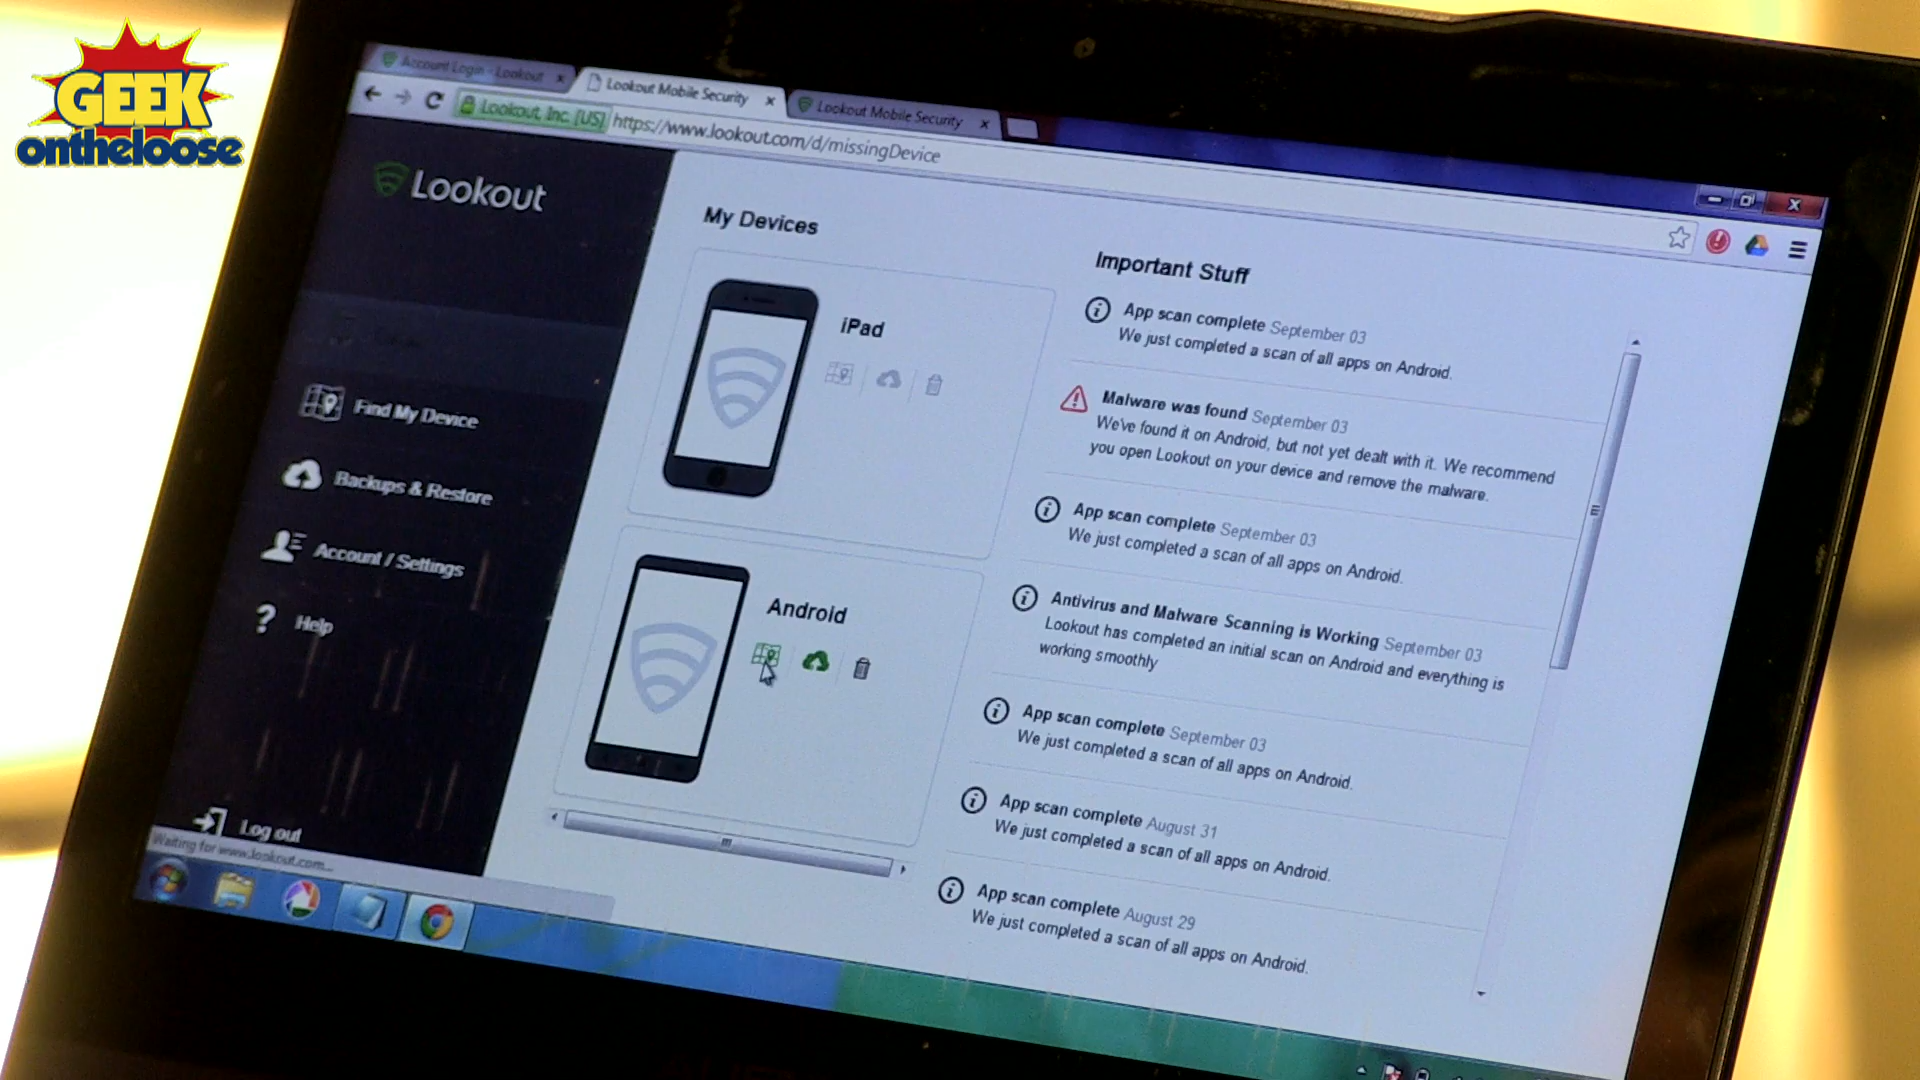 GEEK
ontheloose
Account Login - Lookout
Lookout Mobile Security
Lookout Mobile Security
Lookout, Inc. [US]
https://www.lookout.com/d/missingDevice
Lookout
Find My Device
Backups & Restore
Account / Settings
Help
Log out
Waiting for www.lookout.com...
My Devices
iPad
Android
Important Stuff
App scan complete September 03
We just completed a scan of all apps on Android.
Malware was found September 03
We've found it on Android, but not yet dealt with it. We recommend
you open Lookout on your device and remove the malware.
App scan complete September 03
We just completed a scan of all apps on Android.
Antivirus and Malware Scanning is Working September 03
Lookout has completed an initial scan on Android and everything is
working smoothly
App scan complete September 03
We just completed a scan of all apps on Android.
App scan complete August 31
We just completed a scan of all apps on Android.
App scan complete August 29
We just completed a scan of all apps on Android.